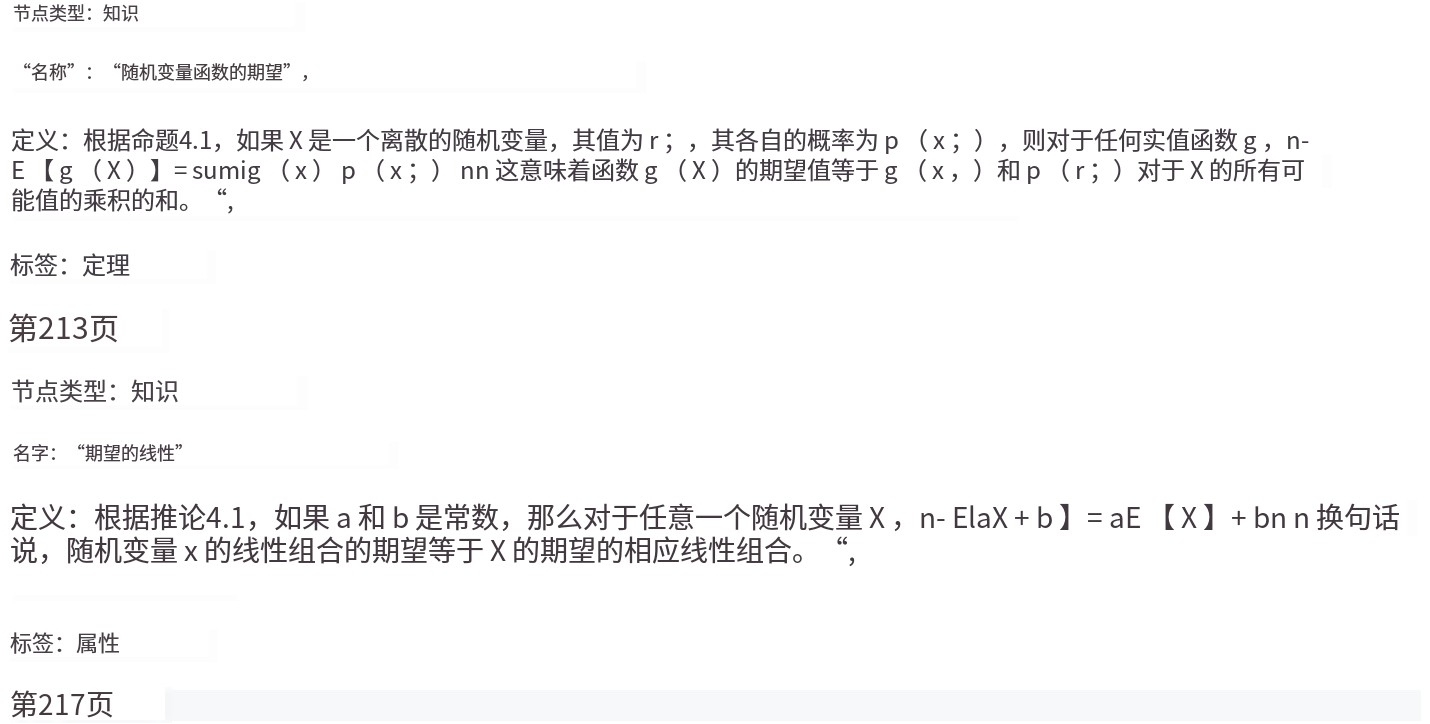 节点类型：知识
“名称”：“随机变量函数的期望”，
定义：根据命题4.1，如果 X 是一个离散的随机变量，其值为 r；，其各自的概率为 p （ x；），则对于任何实值函数 g，n-
E 【 g （ X ）】= sumig （ x ） p （ x；） nn 这意味着函数 g （ X ）的期望值等于 g （ x，）和 p （ r；）对于 X 的所有可
能值的乘积的和。“，
标签：定理
第213页
节点类型：知识
名字：“期望的线性”
定义：根据推论4.1，如果 a 和 b 是常数，那么对于任意一个随机变量 X，n- ElaX + b 】= aE 【 X 】+ bn n 换句话
说，随机变量 x 的线性组合的期望等于 X 的期望的相应线性组合。“，
标签：属性
第217页